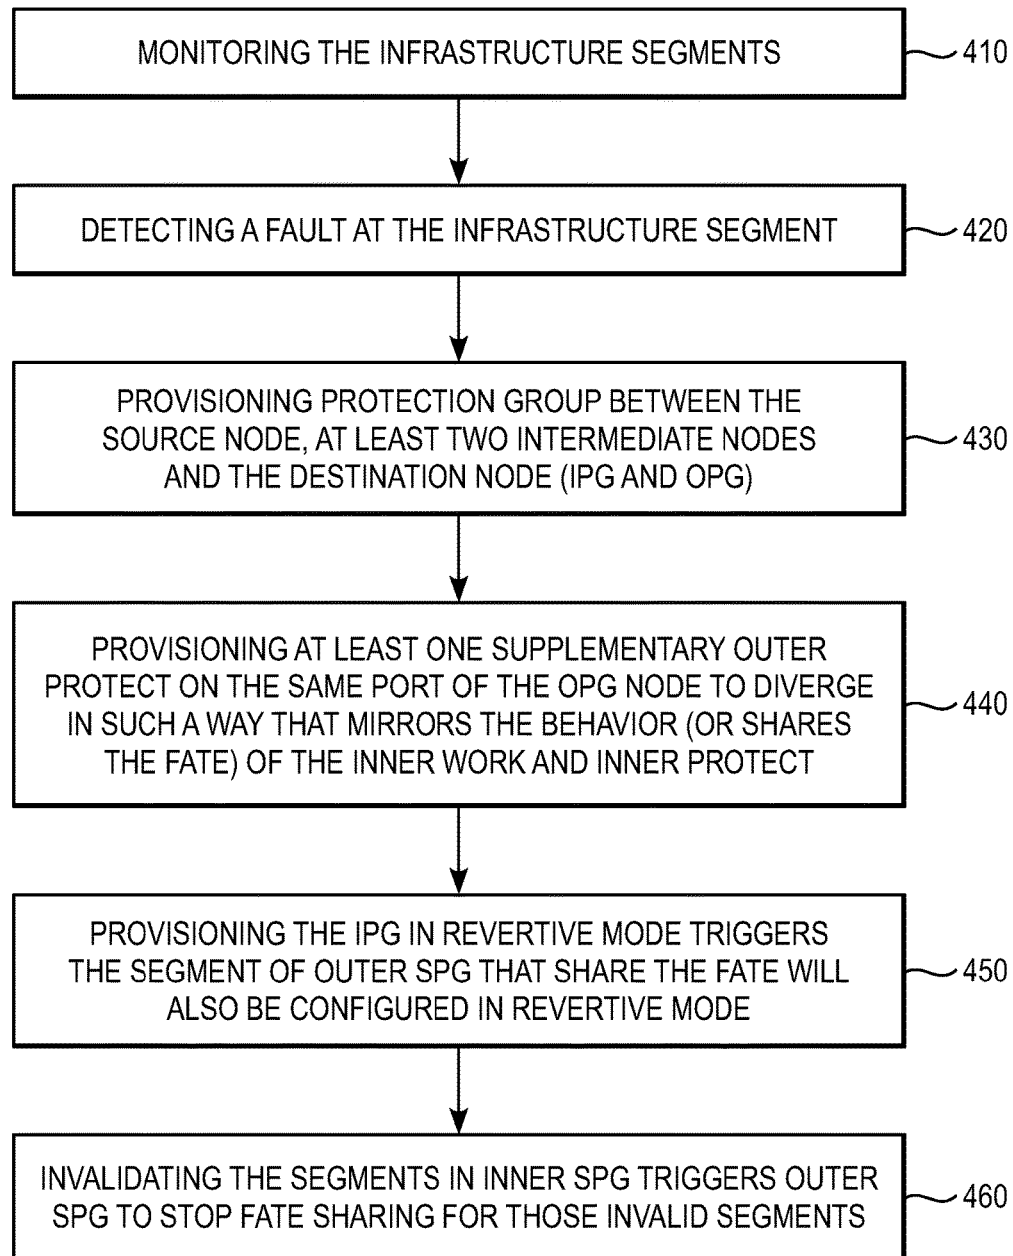 MONITORING THE INFRASTRUCTURE SEGMENTS
410
DETECTING A FAULT AT THE INFRASTRUCTURE SEGMENT
420
PROVISIONING PROTECTION GROUP BETWEEN THE
SOURCE NODE, AT LEAST TWO INTERMEDIATE NODES
AND THE DESTINATION NODE (IPG AND OPG)
430
PROVISIONING AT LEAST ONE SUPPLEMENTARY OUTER
PROTECT ON THE SAME PORT OF THE OPG NODE TO DIVERGE
IN SUCH A WAY THAT MIRRORS THE BEHAVIOR (OR SHARES
THE FATE) OF THE INNER WORK AND INNER PROTECT
440
PROVISIONING THE IPG IN REVERTIVE MODE TRIGGERS
THE SEGMENT OF OUTER SPG THAT SHARE THE FATE WILL
ALSO BE CONFIGURED IN REVERTIVE MODE
450
INVALIDATING THE SEGMENTS IN INNER SPG TRIGGERS OUTER
SPG TO STOP FATE SHARING FOR THOSE INVALID SEGMENTS
460